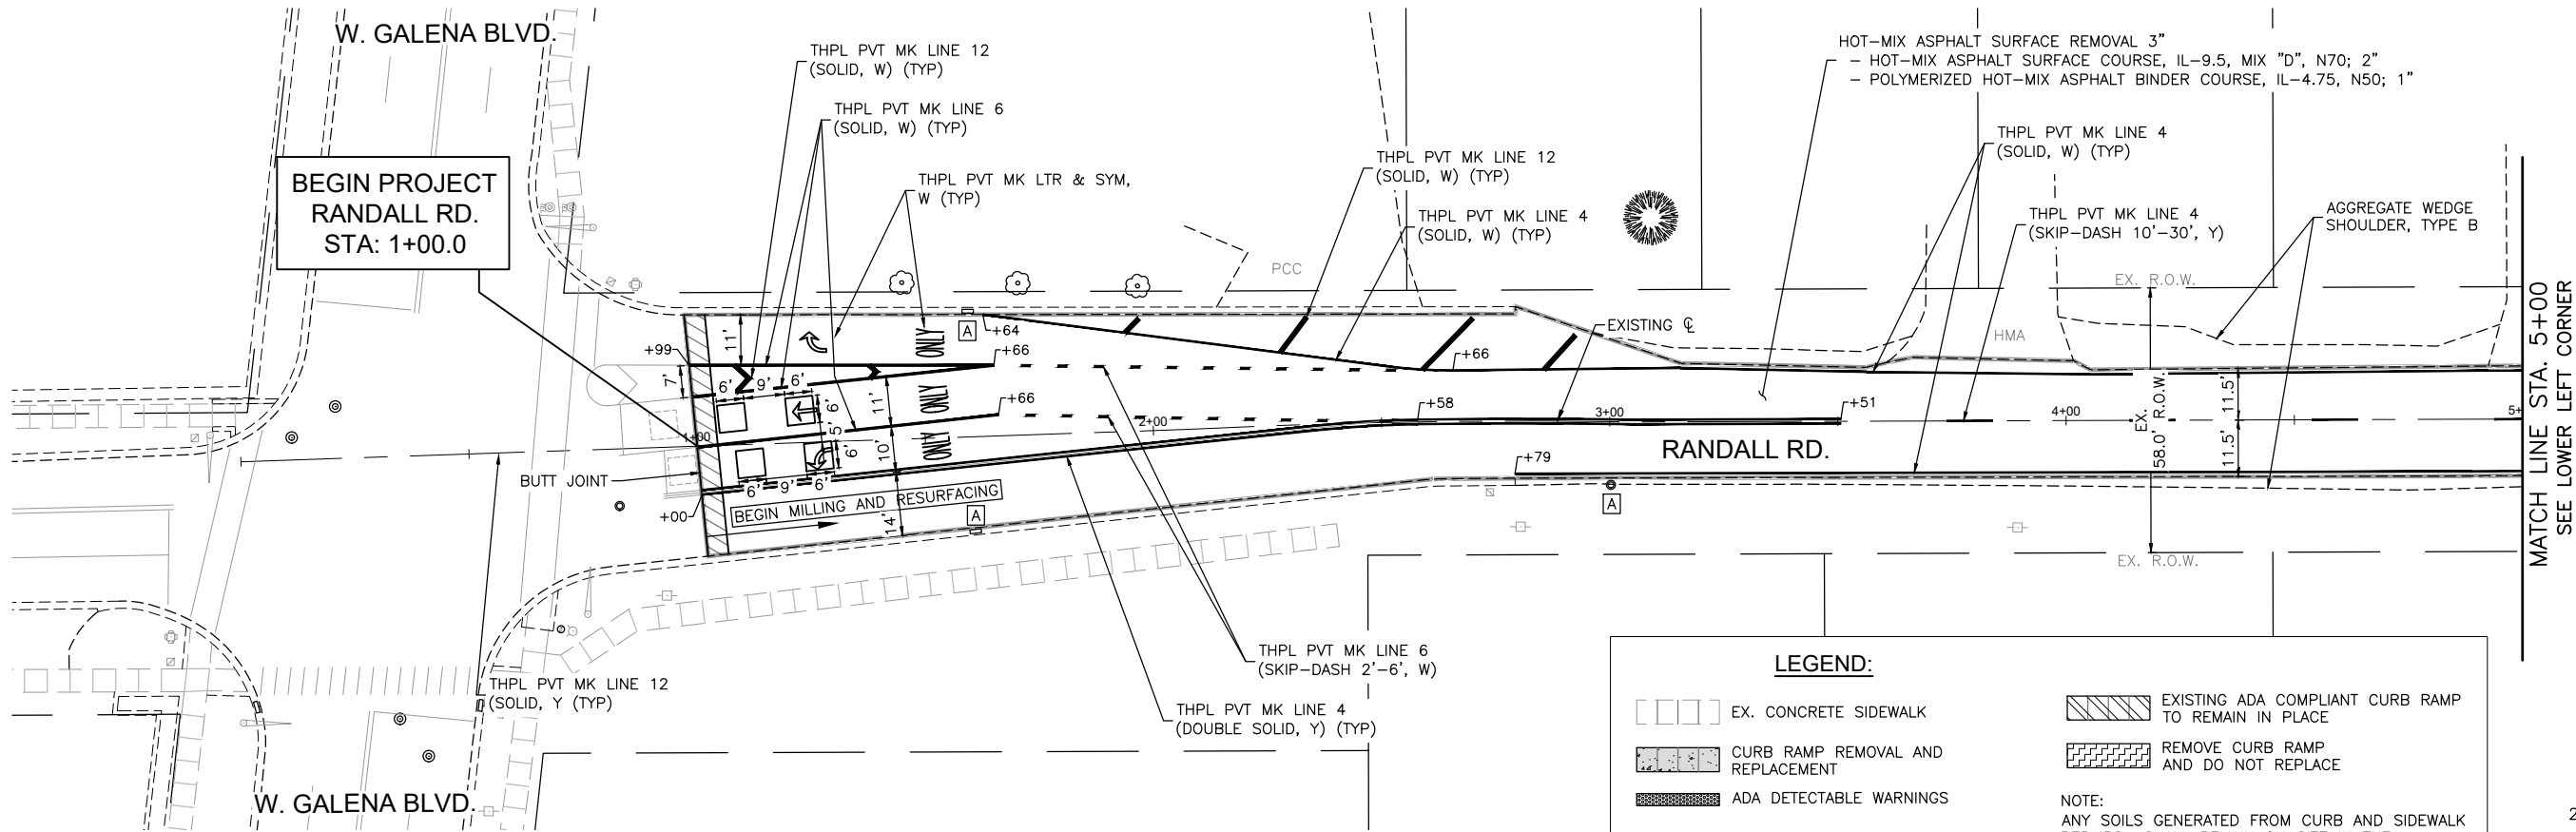 W. GALENA BLVD.
BEGIN PROJECT
RANDALL RD.
STA: 1+00.0
THPL PVT MK LINE 12
(SOLID, W) (TYP)
THPL PVT MK LINE 6
(SOLID, W) (TYP)
THPL PVT MK LTR & SYM,
W (TYP)
THPL PVT MK LINE 12
(SOLID, W) (TYP)
THPL PVT MK LINE 4
(SOLID, W) (TYP)
HOT-MIX ASPHALT SURFACE REMOVAL 3"
- HOT-MIX ASPHALT SURFACE COURSE, IL-9.5, MIX "D", N70; 2"
- POLYMERIZED HOT-MIX ASPHALT BINDER COURSE, IL-4.75, N50; 1"
THPL PVT MK LINE 4
(SOLID, W) (TYP)
THPL PVT MK LINE 4
(SKIP-DASH 10'-30', Y)
AGGREGATE WEDGE
SHOULDER, TYPE B
PCC
EX. R.O.W.
HMA
EXISTING ℄
A
+64
+99
11'
ONLY
+66
+66
7'
6'
9'
6'
6'
11'
ONLY
+66
+58
3+00
+51
4+00
5+
EX.
58.0' R.O.W.
11.5'
11.5'
1+00
2+00
5'
6'
10'
ONLY
RANDALL RD.
+79
A
BUTT JOINT
6'
9'
6'
+00
BEGIN MILLING AND RESURFACING
14'
A
EX. R.O.W.
MATCH LINE STA. 5+00
SEE LOWER LEFT CORNER
THPL PVT MK LINE 12
(SOLID, Y (TYP)
THPL PVT MK LINE 6
(SKIP-DASH 2'-6', W)
THPL PVT MK LINE 4
(DOUBLE SOLID, Y) (TYP)
W. GALENA BLVD.
LEGEND:
EX. CONCRETE SIDEWALK
CURB RAMP REMOVAL AND
REPLACEMENT
ADA DETECTABLE WARNINGS
EXISTING ADA COMPLIANT CURB RAMP
TO REMAIN IN PLACE
REMOVE CURB RAMP
AND DO NOT REPLACE
NOTE:
ANY SOILS GENERATED FROM CURB AND SIDEWALK
2